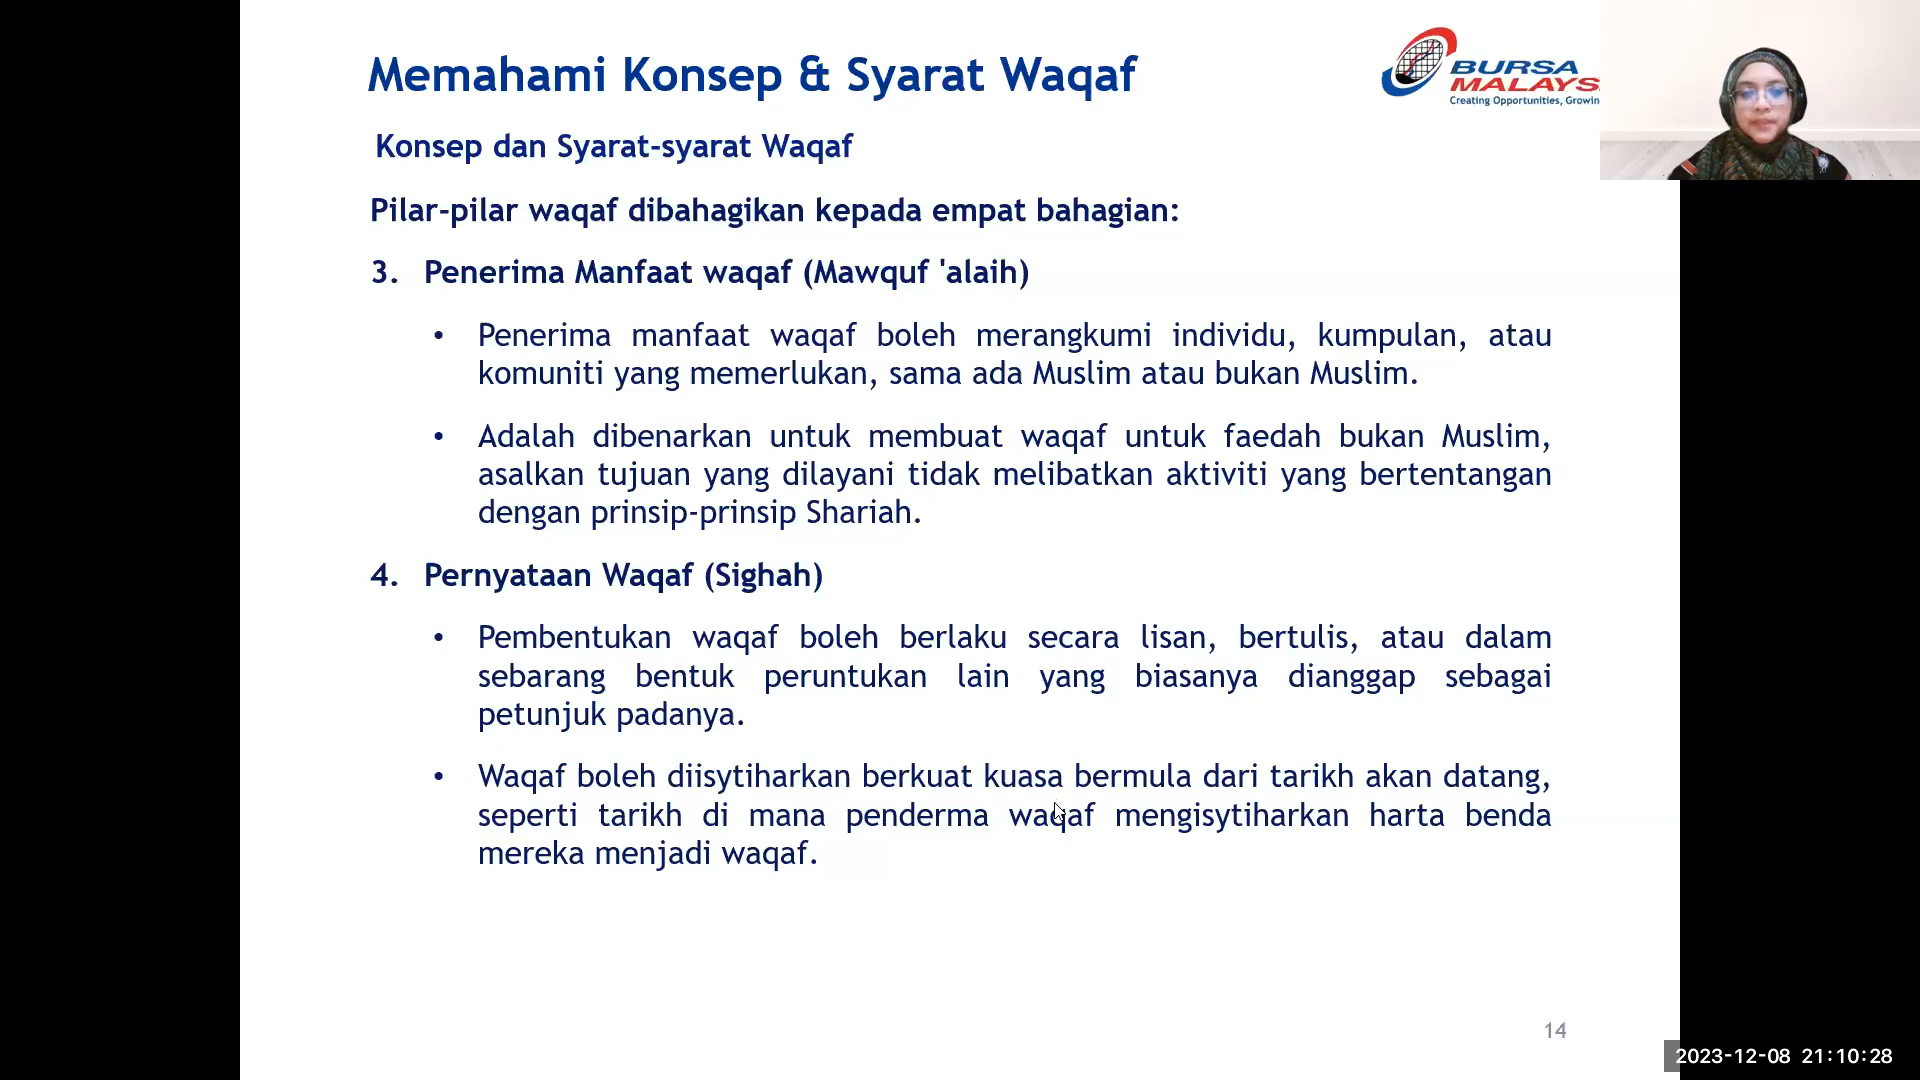 Memahami Konsep & Syarat Waqaf
BURSA
MALAYS
Creating Opportunities, Growin
Konsep dan Syarat-syarat Waqaf
Pilar-pilar waqaf dibahagikan kepada empat bahagian:
3. Penerima Manfaat waqaf (Mawquf 'alaih)
• Penerima manfaat waqaf boleh merangkumi individu, kumpulan, atau
komuniti yang memerlukan, sama ada Muslim atau bukan Muslim.
• Adalah dibenarkan untuk membuat waqaf untuk faedah bukan Muslim,
asalkan tujuan yang dilayani tidak melibatkan aktiviti yang bertentangan
dengan prinsip-prinsip Shariah.
4. Pernyataan Waqaf (Sighah)
• Pembentukan waqaf boleh berlaku secara lisan, bertulis, atau dalam
sebarang bentuk peruntukan lain yang biasanya dianggap sebagai
petunjuk padanya.
• Waqaf boleh diisytiharkan berkuat kuasa bermula dari tarikh akan datang,
seperti tarikh di mana penderma waqaf mengisytiharkan harta benda
mereka menjadi waqaf.
14
2023-12-08 21:10:28